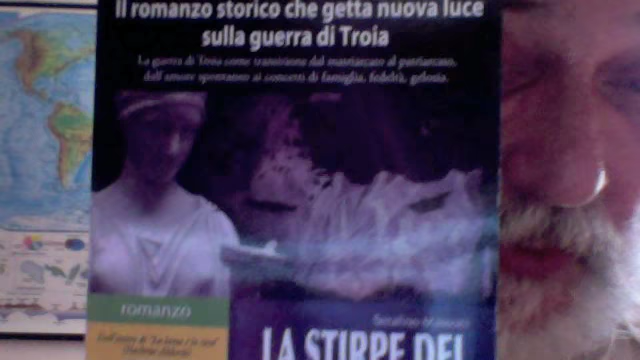 Il romanzo storico che getta nuova luce
sulla guerra di Troia
La guerra di Troia come transizione dal matriarcato al patriarcato,
dall'amore spontaneo ai concetti di famiglia, fedeltà, gelosia.
romanzo
Serafino
LA STIRPE DEL